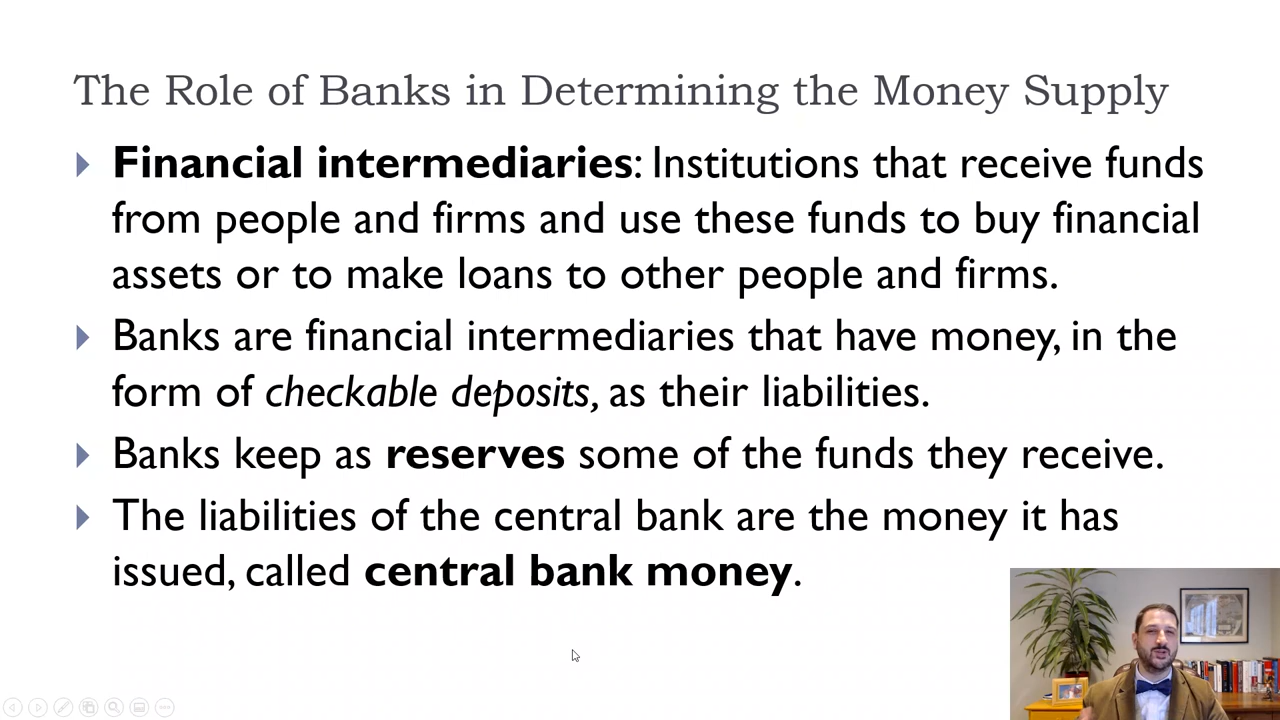 The Role of Banks in Determining the Money Supply
Financial intermediaries: Institutions that receive funds
from people and firms and use these funds to buy financial
assets or to make loans to other people and firms.
Banks are financial intermediaries that have money, in the
form of checkable deposits, as their liabilities.
Banks keep as reserves some of the funds they receive.
The liabilities of the central bank are the money it has
issued, called central bank money.